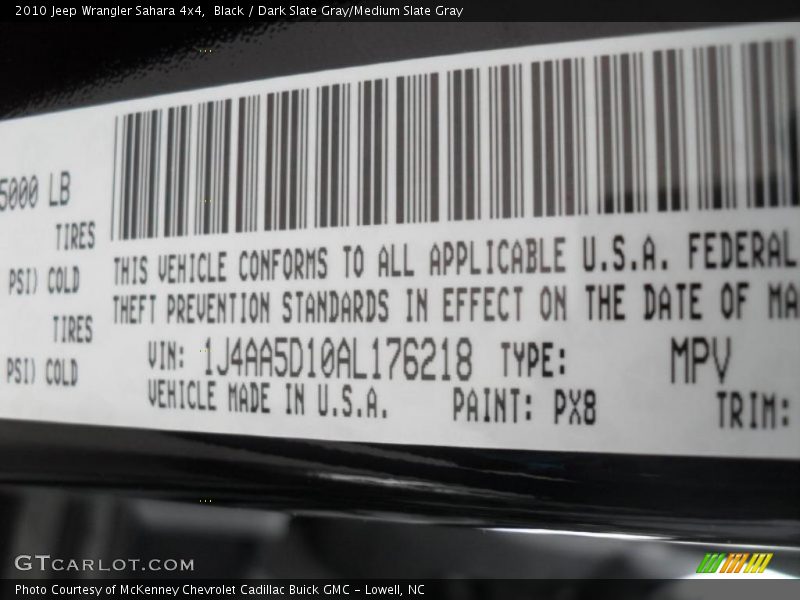 2010 Jeep Wrangler Sahara 4x4, Black / Dark Slate Gray/Medium Slate Gray
5000 LB
TIRES
PSI) COLD
TIRES
PSI) COLD
THIS VEHICLE CONFORMS TO ALL APPLICABLE U.S.A. FEDERAL
THEFT PREVENTION STANDARDS IN EFFECT ON THE DATE OF MA
VIN: 1J4AA5D10AL176218 TYPE: MPV
VEHICLE MADE IN U.S.A. PAINT: PX8 TRIM:
GTCARLOT.COM
Photo Courtesy of McKenney Chevrolet Cadillac Buick GMC - Lowell, NC